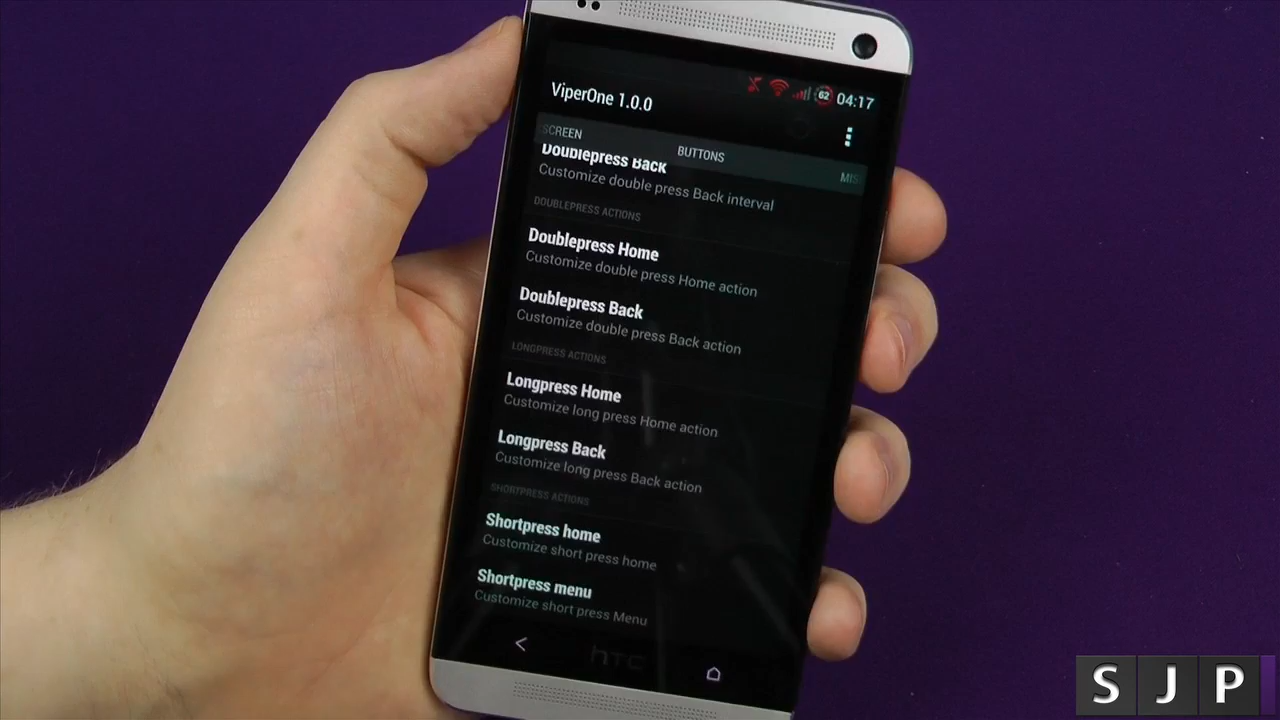 62 04:17
ViperOne 1.0.0
SCREEN BUTTONS MIS
Doublepress Back
Customize double press Back interval
DOUBLEPRESS ACTIONS
Doublepress Home
Customize double press Home action
Doublepress Back
Customize double press Back action
LONGPRESS ACTIONS
Longpress Home
Customize long press Home action
Longpress Back
Customize long press Back action
SHORTPRESS ACTIONS
Shortpress home
Customize short press home
Shortpress menu
Customize short press Menu
hTC
SJP